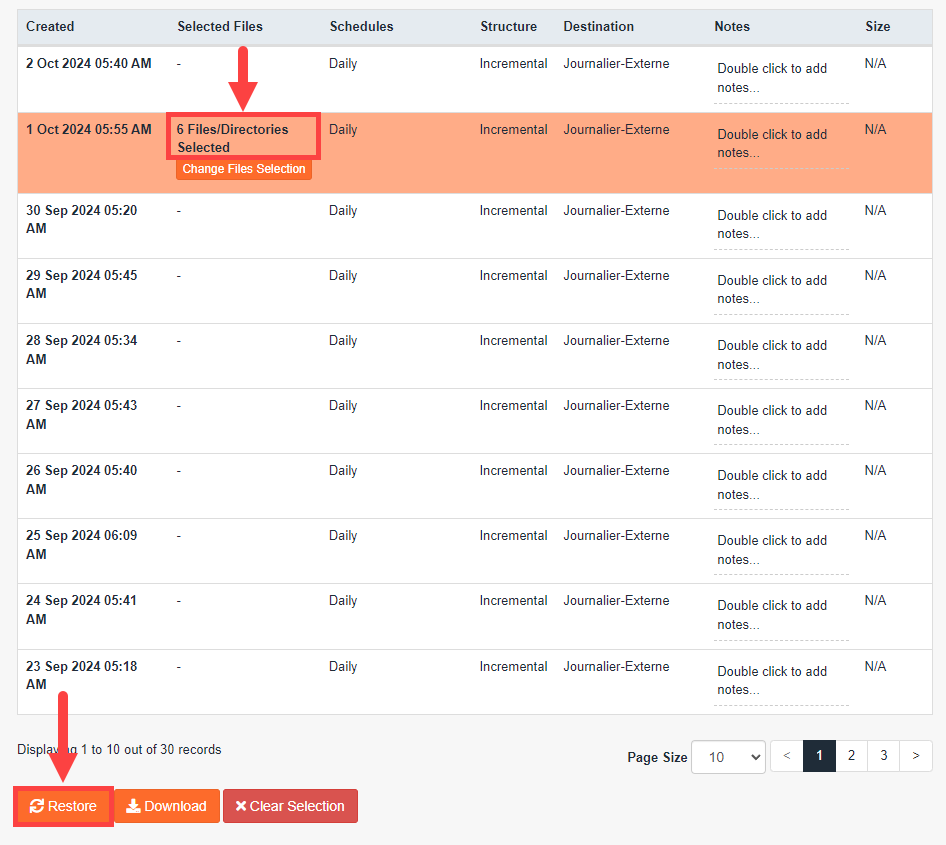 Created Selected Files Schedules Structure Destination Notes Size
2 Oct 2024 05:40 AM - Daily Incremental Journalier-Externe Double click to add N/A
notes...
1 Oct 2024 05:55 AM 6 Files/Directories Daily Incremental Journalier-Externe Double click to add N/A
Selected notes...
Change Files Selection
30 Sep 2024 05:20 - Daily Incremental Journalier-Externe Double click to add N/A
AM notes...
29 Sep 2024 05:45 - Daily Incremental Journalier-Externe Double click to add N/A
AM notes...
28 Sep 2024 05:34 - Daily Incremental Journalier-Externe Double click to add N/A
AM notes...
27 Sep 2024 05:43 - Daily Incremental Journalier-Externe Double click to add N/A
AM notes...
26 Sep 2024 05:40 - Daily Incremental Journalier-Externe Double click to add N/A
AM notes...
25 Sep 2024 06:09 - Daily Incremental Journalier-Externe Double click to add N/A
AM notes...
24 Sep 2024 05:41 - Daily Incremental Journalier-Externe Double click to add N/A
AM notes...
23 Sep 2024 05:18 - Daily Incremental Journalier-Externe Double click to add N/A
AM notes...
Displaying 1 to 10 out of 30 records
Page Size 10 < 1 2 3 >
Restore Download Clear Selection